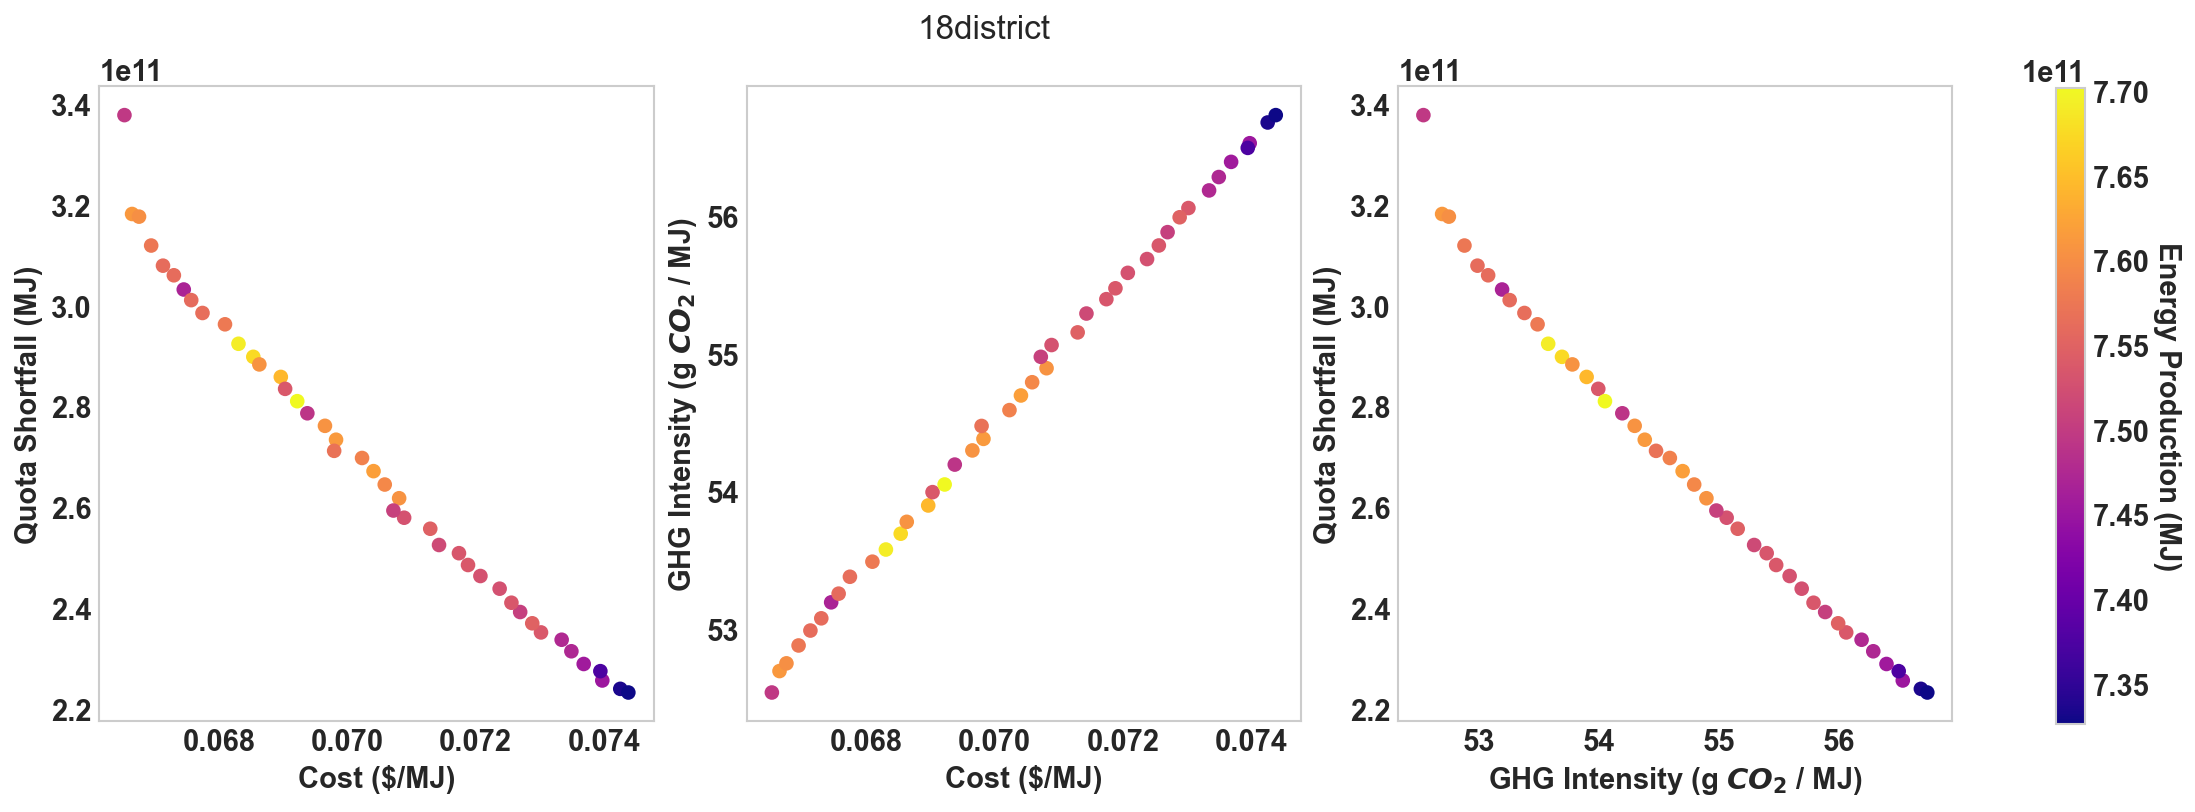 18district
1e11
3.4
3.2
3.0
2.8
2.6
2.4
2.2
Quota Shortfall (MJ)
0.068 0.070 0.072 0.074
Cost ($/MJ)
56
55
54
53
GHG Intensity (g CO₂ / MJ)
0.068 0.070 0.072 0.074
Cost ($/MJ)
1e11
3.4
3.2
3.0
2.8
2.6
2.4
2.2
Quota Shortfall (MJ)
53 54 55 56
GHG Intensity (g CO₂ / MJ)
1e11
7.70
7.65
7.60
7.55
7.50
7.45
7.40
7.35
Energy Production (MJ)